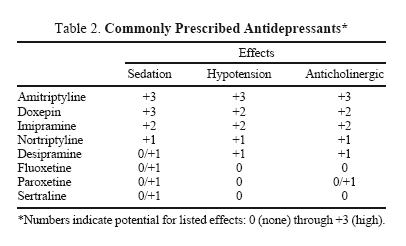 Table 2. Commonly Prescribed Antidepressants*
Effects
Sedation Hypotension Anticholinergic
Amitriptyline +3 +3 +3
Doxepin +3 +2 +2
Imipramine +2 +2 +2
Nortriptyline +1 +1 +1
Desipramine 0/+1 +1 +1
Fluoxetine 0/+1 0 0
Paroxetine 0/+1 0 0/+1
Sertraline 0/+1 0 0
*Numbers indicate potential for listed effects: 0 (none) through +3 (high).